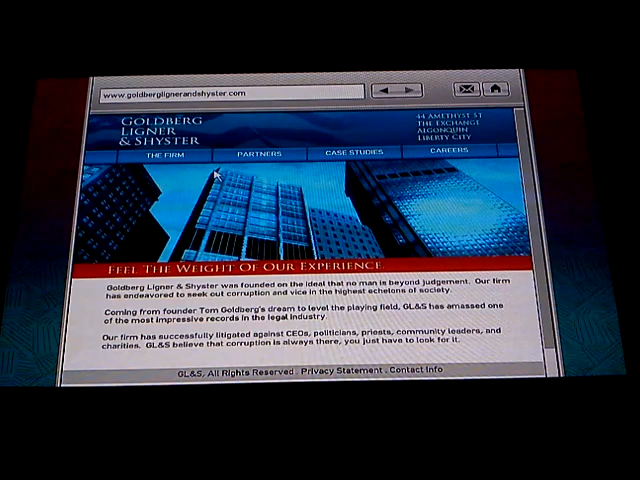 www.goldberglignerandshyster.com
GOLDBERG
LIGNER
& SHYSTER
44 AMETHYST ST
THE EXCHANGE
ALGONQUIN
LIBERTY CITY
THE FIRM
PARTNERS
CASE STUDIES
CAREERS
FEEL THE WEIGHT OF OUR EXPERIENCE
Goldberg Ligner & Shyster was founded on the ideal that no man is beyond judgement. Our firm
has endeavored to seek out corruption and vice in the highest echelons of society.
Coming from founder Tom Goldberg's dream to level the playing field, GL&S has amassed one
of the most impressive records in the legal industry.
Our firm has successfully litigated against CEOs, politicians, priests, community leaders, and
charities. GL&S believe that corruption is always there, you just have to look for it.
GL&S, All Rights Reserved . Privacy Statement . Contact Info